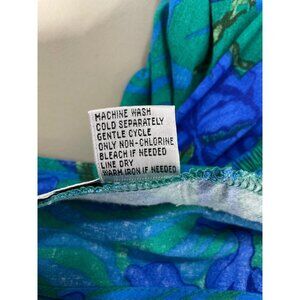 MACHINE WASH
COLD SEPARATELY
GENTLE CYCLE
ONLY NON-CHLORINE
BLEACH IF NEEDED
LINE DRY
WARM IRON IF NEEDED